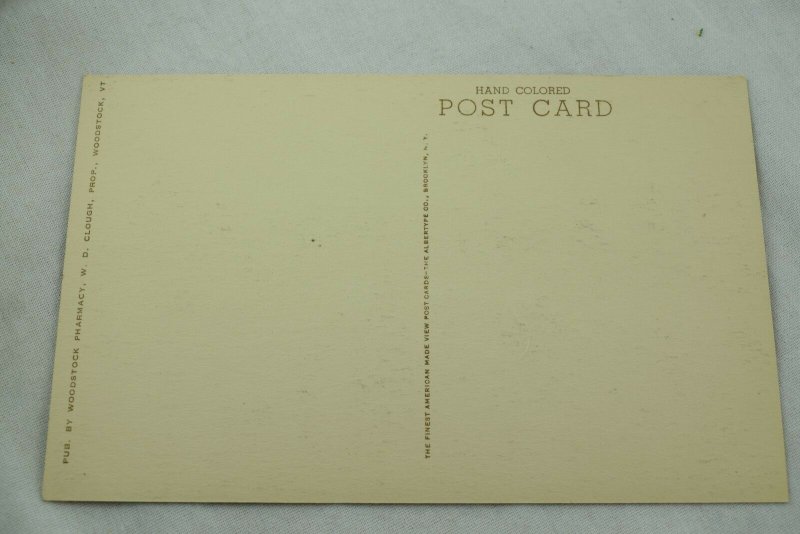 HAND COLORED
POST CARD
PUB. BY WOODSTOCK PHARMACY, W. D. CLOUGH, PROP., WOODSTOCK, VT
THE FINEST AMERICAN MADE VIEW POST CARDS—THE ALBERTYPE CO., BROOKLYN, N. Y.